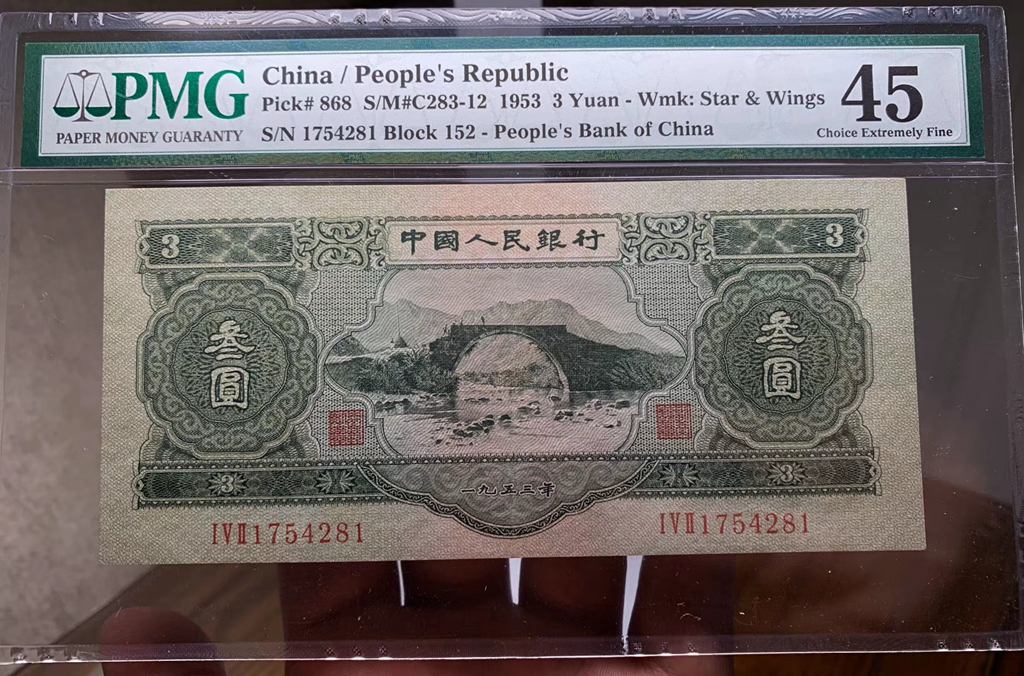 PMG
PAPER MONEY GUARANTY
China / People's Republic
Pick# 868 S/M#C283-12 1953 3 Yuan - Wmk: Star & Wings
S/N 1754281 Block 152 - People's Bank of China
45
Choice Extremely Fine
3
中國人民銀行
3
叁圓
叁圓
3
一九五三年
3
IVII1754281
IVII1754281